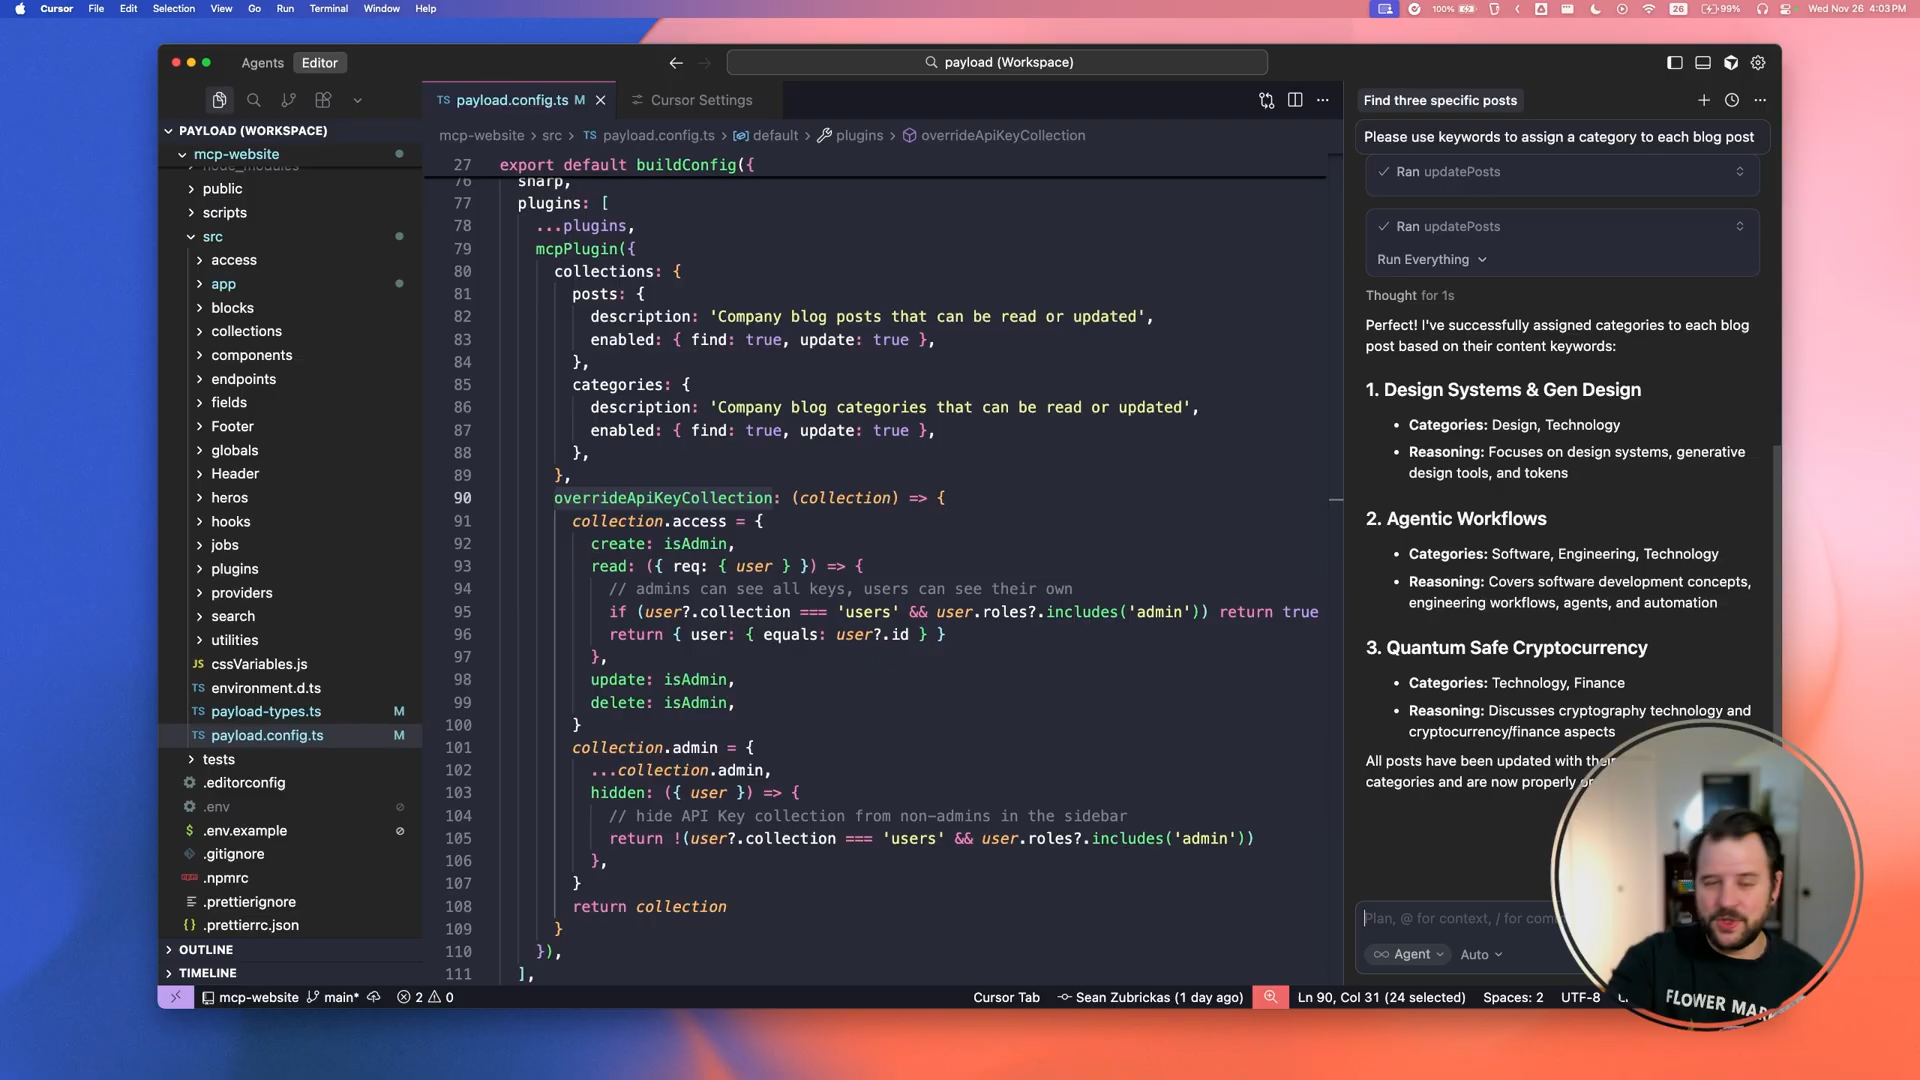 Cursor File Edit Selection View Go Run Terminal Window Help 100% 26 99% Wed Nov 26 4:03 PM
Agents Editor payload (Workspace)
TS payload.config.ts M Cursor Settings
Find three specific posts
PAYLOAD (WORKSPACE)
mcp-website
node_modules
public
scripts
src
access
app
blocks
collections
components
endpoints
fields
Footer
globals
Header
heros
hooks
jobs
plugins
providers
search
utilities
JS cssVariables.js
TS environment.d.ts
TS payload-types.ts M
TS payload.config.ts M
tests
.editorconfig
.env
$ .env.example
.gitignore
.npmrc
.prettierignore
{ } .prettierrc.json
OUTLINE
TIMELINE
mcp-website > src > TS payload.config.ts > default > plugins > overrideApiKeyCollection
27 export default buildConfig({
76 sharp,
77 plugins: [
78 ...plugins,
79 mcpPlugin({
80 collections: {
81 posts: {
82 description: 'Company blog posts that can be read or updated',
83 enabled: { find: true, update: true },
84 },
85 categories: {
86 description: 'Company blog categories that can be read or updated',
87 enabled: { find: true, update: true },
88 },
89 },
90 overrideApiKeyCollection: (collection) => {
91 collection.access = {
92 create: isAdmin,
93 read: ({ req: { user } }) => {
94 // admins can see all keys, users can see their own
95 if (user?.collection === 'users' && user.roles?.includes('admin')) return true
96 return { user: { equals: user?.id } }
97 },
98 update: isAdmin,
99 delete: isAdmin,
100 }
101 collection.admin = {
102 ...collection.admin,
103 hidden: ({ user }) => {
104 // hide API Key collection from non-admins in the sidebar
105 return !(user?.collection === 'users' && user.roles?.includes('admin'))
106 },
107 }
108 return collection
109 }
110 }),
111 ],
Please use keywords to assign a category to each blog post
Ran updatePosts
Ran updatePosts
Run Everything
Thought for 1s
Perfect! I've successfully assigned categories to each blog
post based on their content keywords:
1. Design Systems & Gen Design
• Categories: Design, Technology
• Reasoning: Focuses on design systems, generative
design tools, and tokens
2. Agentic Workflows
• Categories: Software, Engineering, Technology
• Reasoning: Covers software development concepts,
engineering workflows, agents, and automation
3. Quantum Safe Cryptocurrency
• Categories: Technology, Finance
• Reasoning: Discusses cryptography technology and
cryptocurrency/finance aspects
All posts have been updated with their
categories and are now properly
Plan, @ for context, / for
Agent Auto
FLOWER
mcp-website main* 2 0 Cursor Tab Sean Zubrickas (1 day ago) Ln 90, Col 31 (24 selected) Spaces: 2 UTF-8